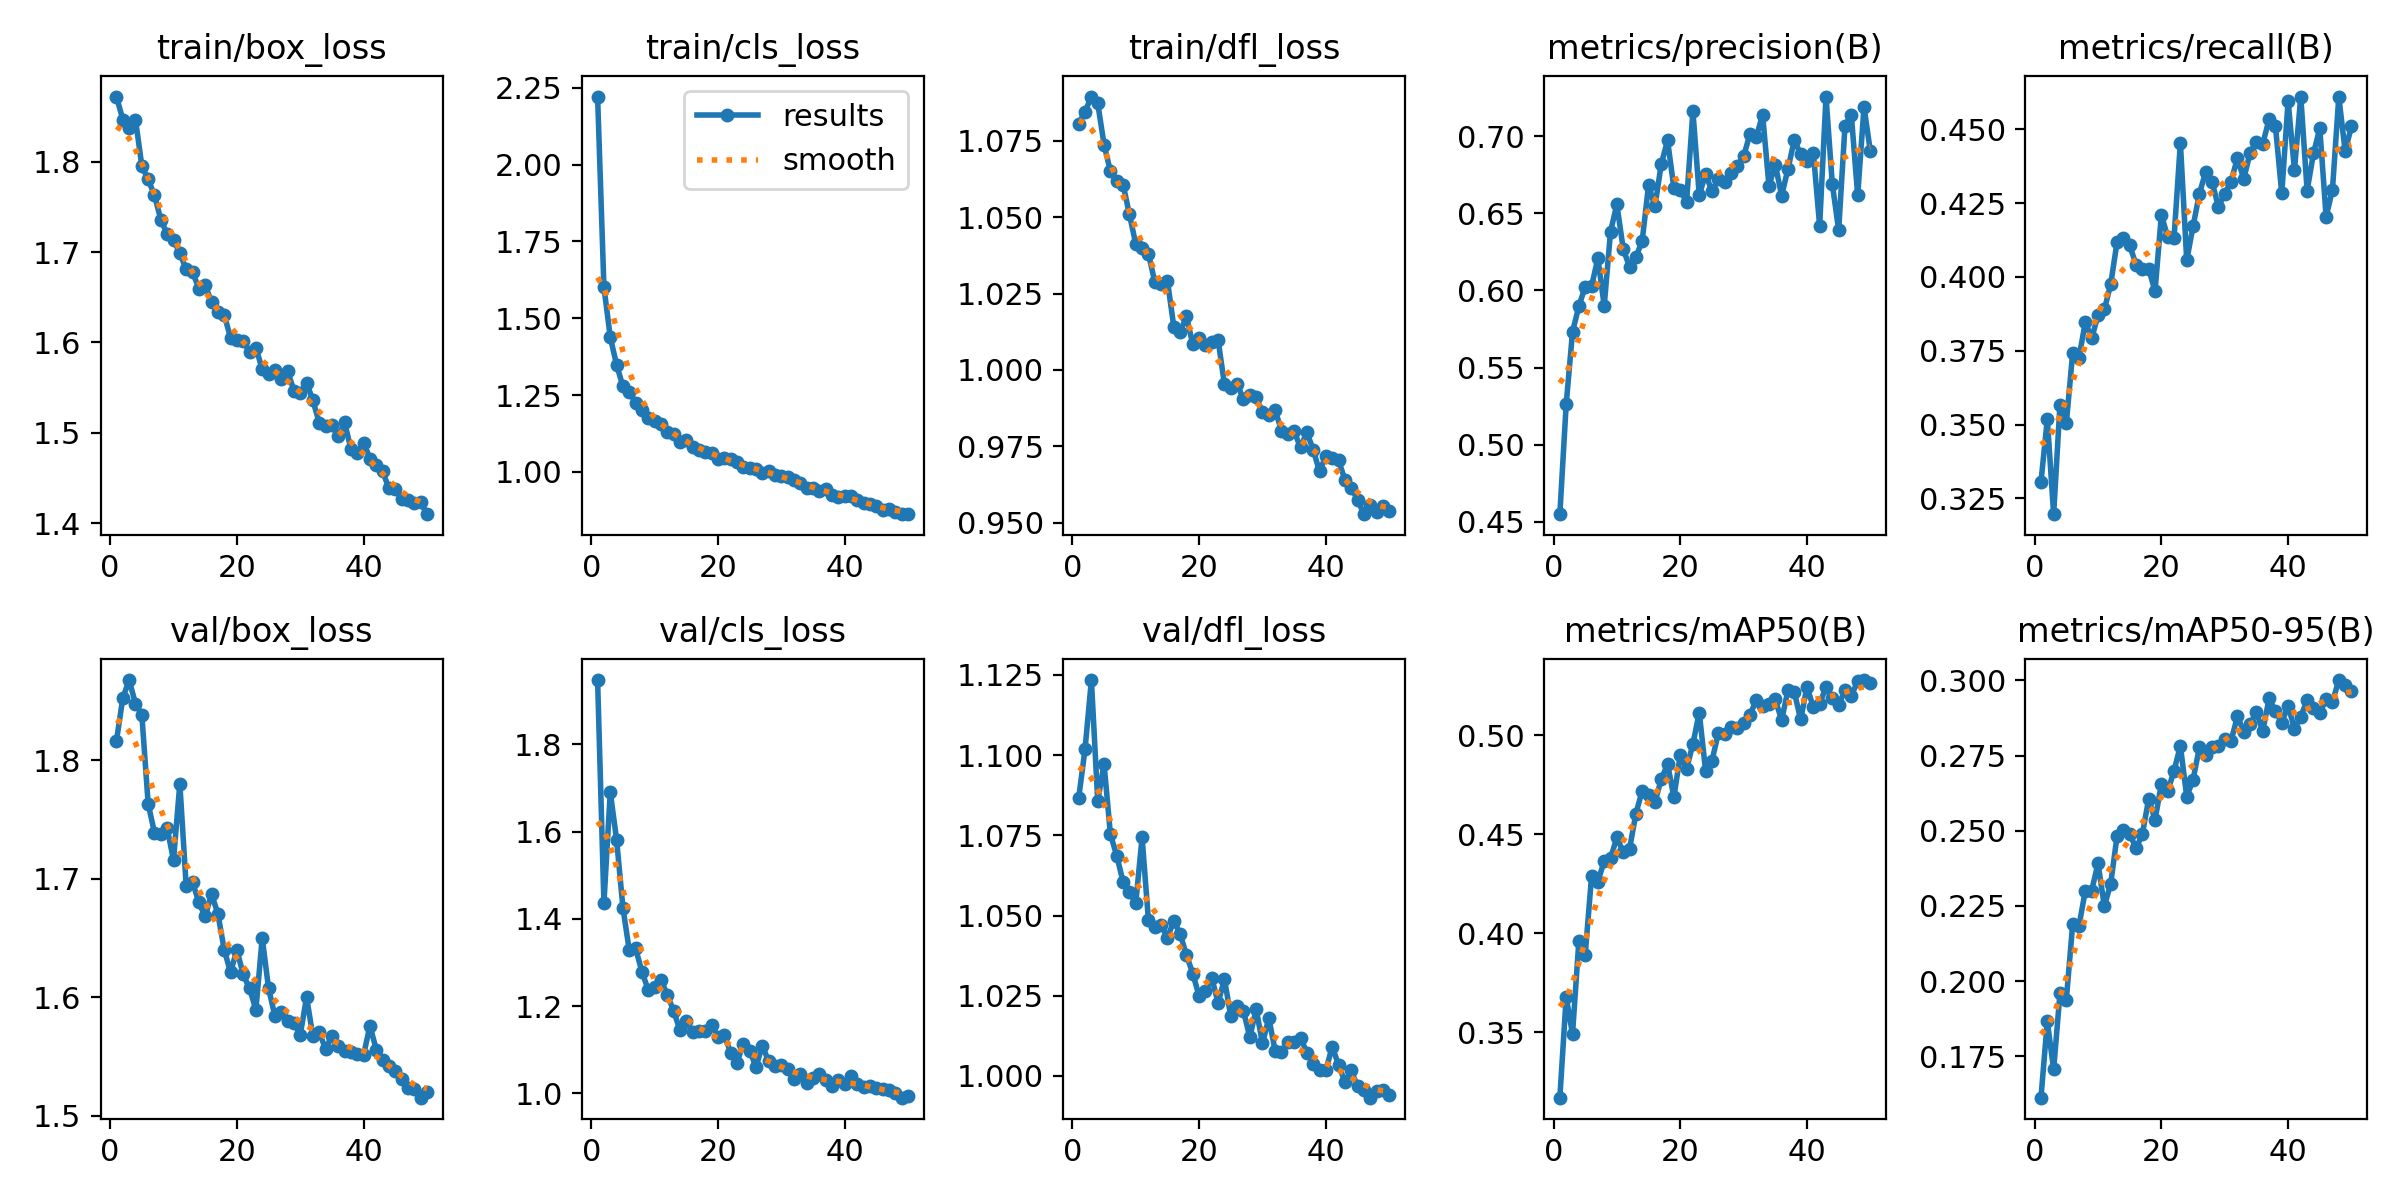 train/box_loss
1.8
1.7
1.6
1.5
1.4
0 20 40
train/cls_loss
results
smooth
2.25
2.00
1.75
1.50
1.25
1.00
0 20 40
train/dfl_loss
1.075
1.050
1.025
1.000
0.975
0.950
0 20 40
metrics/precision(B)
0.70
0.65
0.60
0.55
0.50
0.45
0 20 40
metrics/recall(B)
0.450
0.425
0.400
0.375
0.350
0.325
0 20 40
val/box_loss
1.8
1.7
1.6
1.5
0 20 40
val/cls_loss
1.8
1.6
1.4
1.2
1.0
0 20 40
val/dfl_loss
1.125
1.100
1.075
1.050
1.025
1.000
0 20 40
metrics/mAP50(B)
0.50
0.45
0.40
0.35
0 20 40
metrics/mAP50-95(B)
0.300
0.275
0.250
0.225
0.200
0.175
0 20 40